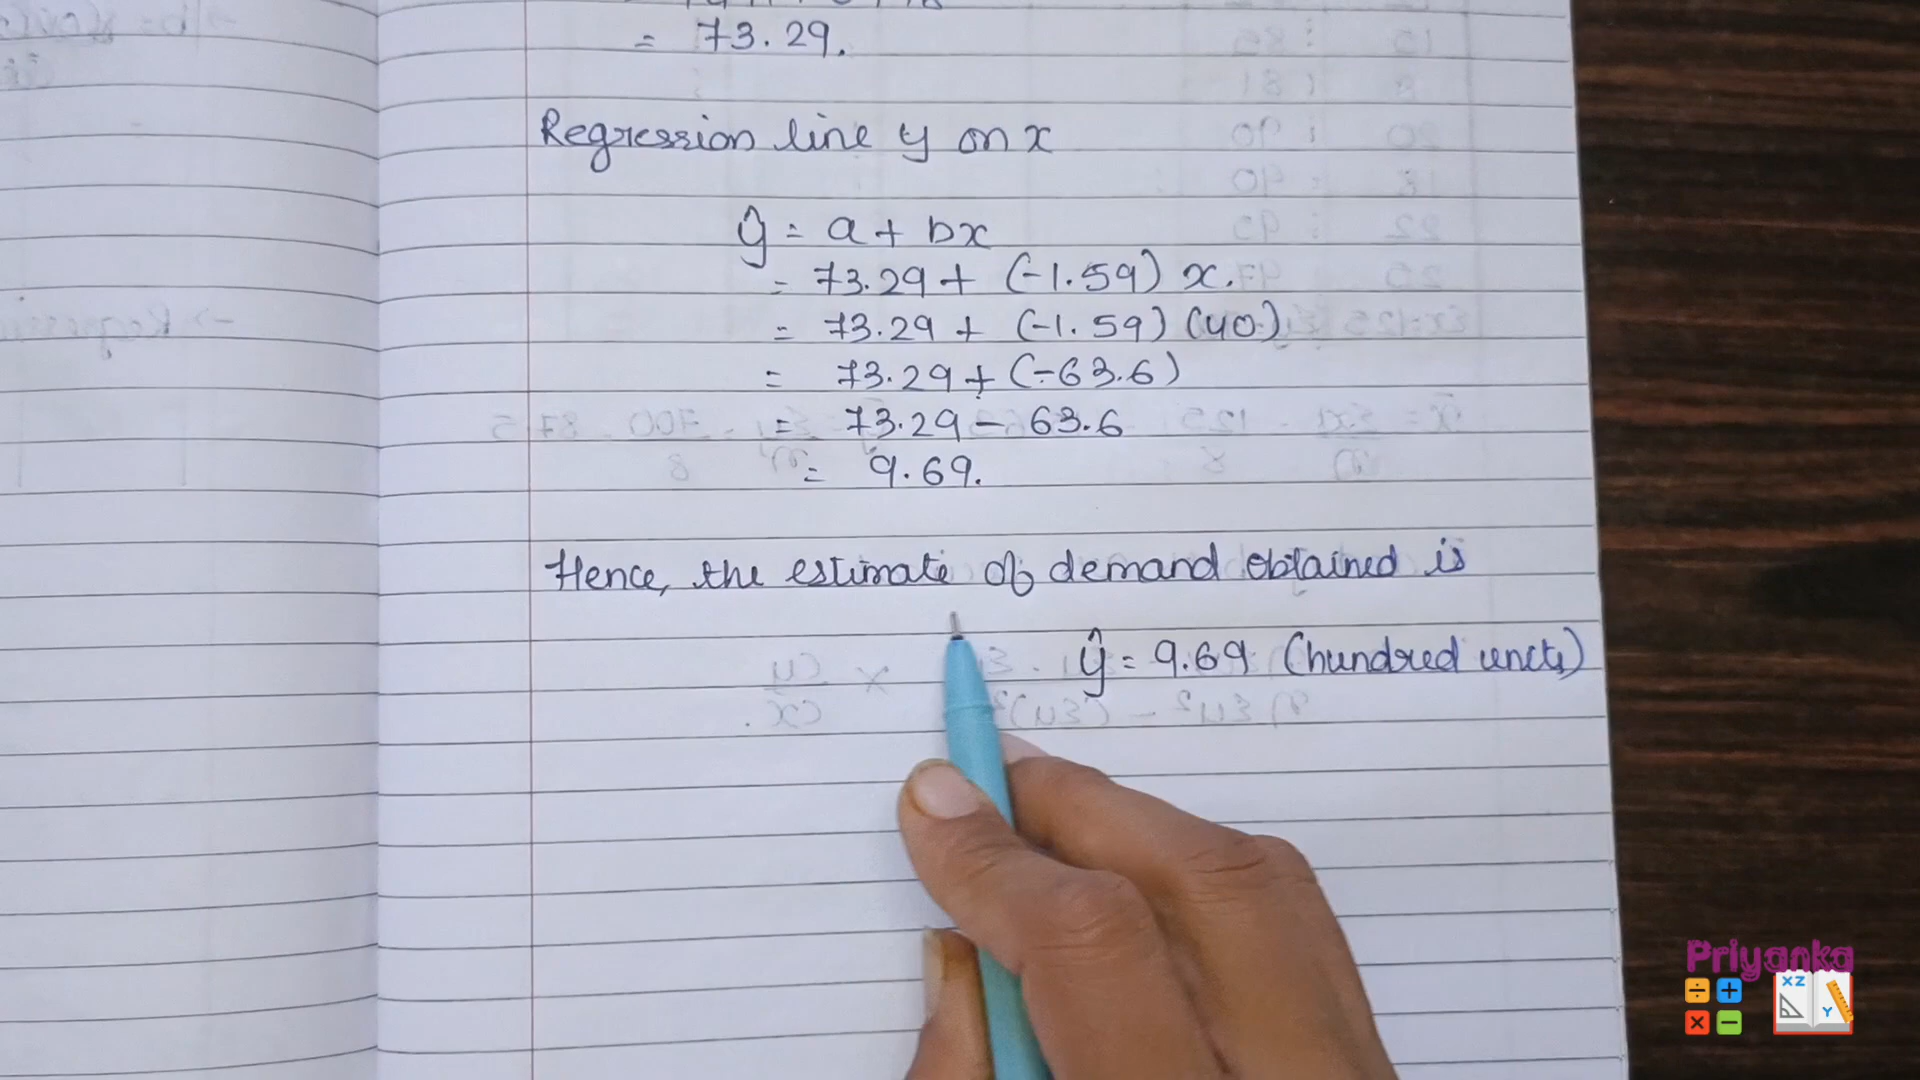 = 73.29.
Regression line y on x
ŷ = a + bx
= 73.29 + (-1.59) x.
= 73.29 + (-1.59) (40)
= 73.29 + (-63.6)
= 73.29 - 63.6
= 9.69.
Hence, the estimate of demand obtained is
ŷ = 9.69 (hundred units)
Priyanka
XZ
Y